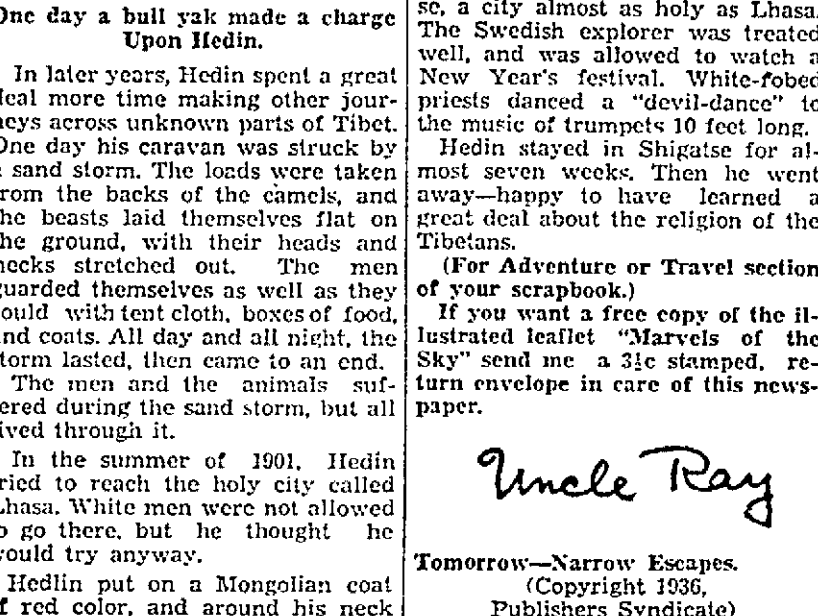 One day a bull yak made a charge
Upon Hedin.
In later years, Hedin spent a great
deal more time making other jour-
neys across unknown parts of Tibet.
One day his caravan was struck by
a sand storm. The loads were taken
from the backs of the camels, and
the beasts laid themselves flat on
the ground, with their heads and
necks stretched out. The men
guarded themselves as well as they
could with tent cloth, boxes of food,
and coats. All day and all night, the
storm lasted, then came to an end.
The men and the animals suf-
fered during the sand storm, but all
lived through it.
In the summer of 1901, Hedin
tried to reach the holy city called
Lhasa. White men were not allowed
to go there, but he thought he
would try anyway.
Hedlin put on a Mongolian coat
of red color, and around his neck
se, a city almost as holy as Lhasa.
The Swedish explorer was treated
well, and was allowed to watch a
New Year's festival. White-fobed
priests danced a "devil-dance" to
the music of trumpets 10 feet long.
Hedin stayed in Shigatse for al-
most seven weeks. Then he went
away—happy to have learned a
great deal about the religion of the
Tibetans.
(For Adventure or Travel section
of your scrapbook.)
If you want a free copy of the il-
lustrated leaflet "Marvels of the
Sky" send me a 3½c stamped, re-
turn envelope in care of this news-
paper.
Uncle Ray
Tomorrow—Narrow Escapes.
(Copyright 1936,
Publishers Syndicate)